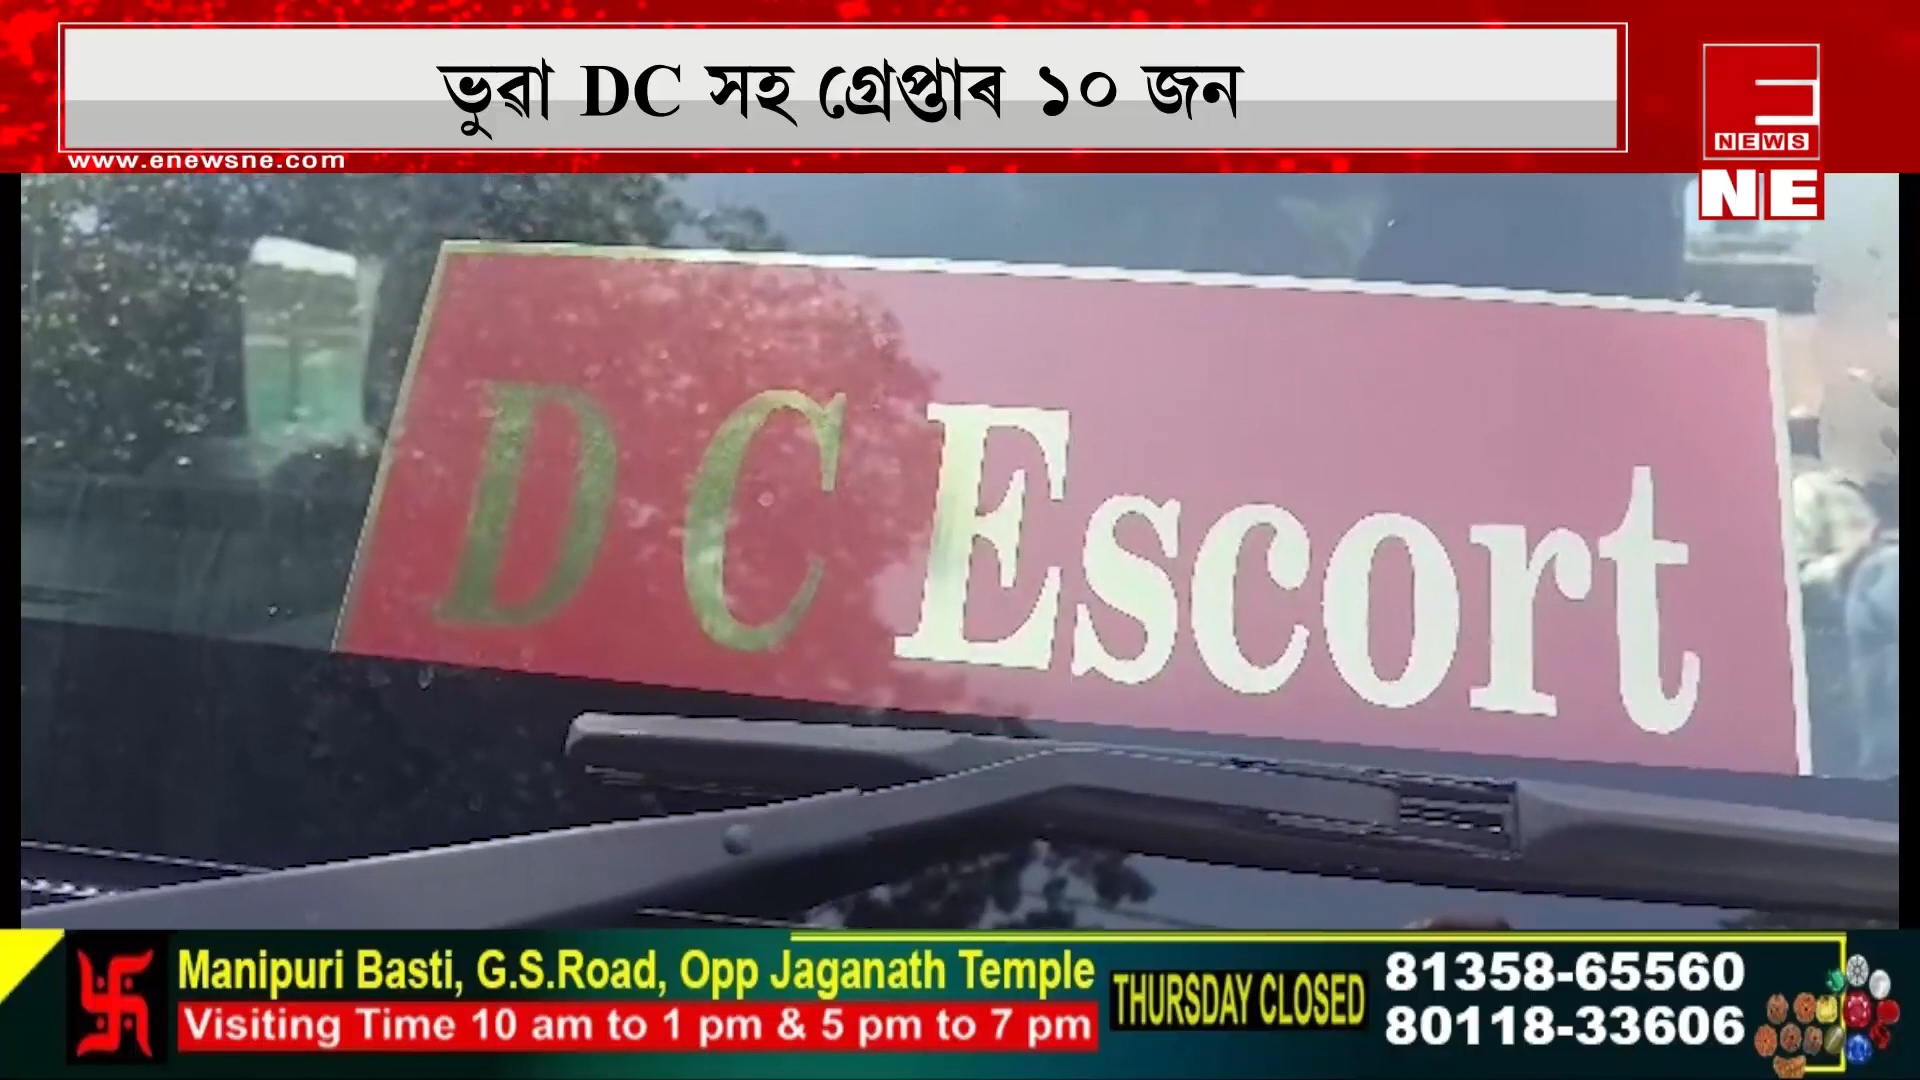 ভুৱা DC সহ গ্ৰেপ্তাৰ ১০ জন
www.enewsne.com
E
NEWS
NE
DC Escort
Manipuri Basti, G.S.Road, Opp Jaganath Temple
Visiting Time 10 am to 1 pm & 5 pm to 7 pm
THURSDAY CLOSED
81358-65560
80118-33606